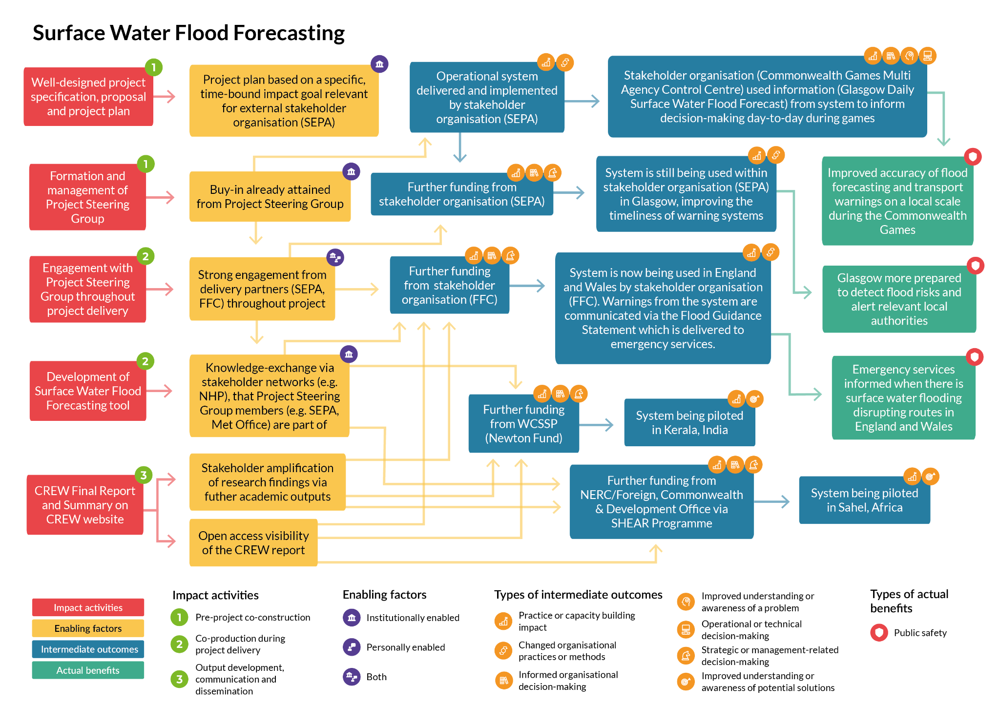 Surface Water Flood Forecasting
1
Well-designed project
specification, proposal
and project plan
Project plan based on a specific,
time-bound impact goal relevant
for external stakeholder
organisation (SEPA)
Operational system
delivered and implemented
by stakeholder
organisation (SEPA)
Stakeholder organisation (Commonwealth Games Multi
Agency Control Centre) used information (Glasgow Daily
Surface Water Flood Forecast) from system to inform
decision-making day-to-day during games
1
Formation and
management of
Project Steering
Group
Buy-in already attained
from Project Steering Group
Further funding from
stakeholder organisation (SEPA)
System is still being used within
stakeholder organisation (SEPA)
in Glasgow, improving the
timeliness of warning systems
Improved accuracy of flood
forecasting and transport
warnings on a local scale
during the Commonwealth
Games
2
Engagement with
Project Steering
Group throughout
project delivery
Strong engagement from
delivery partners (SEPA,
FFC) throughout project
Further funding
from stakeholder
organisation (FFC)
System is now being used in England
and Wales by stakeholder organisation
(FFC). Warnings from the system are
communicated via the Flood Guidance
Statement which is delivered to
emergency services.
Glasgow more prepared
to detect flood risks and
alert relevant local
authorities
2
Development of
Surface Water Flood
Forecasting tool
Knowledge-exchange via
stakeholder networks (e.g.
NHP), that Project Steering
Group members (e.g. SEPA,
Met Office) are part of
Further funding
from WCSSP
(Newton Fund)
System being piloted
in Kerala, India
Emergency services
informed when there is
surface water flooding
disrupting routes in
England and Wales
3
CREW Final Report
and Summary on
CREW website
Stakeholder amplification
of research findings via
futher academic outputs
Open access visibility
of the CREW report
Further funding from
NERC/Foreign, Commonwealth
& Development Office via
SHEAR Programme
System being piloted
in Sahel, Africa
Impact activities
Enabling factors
Intermediate outcomes
Actual benefits
Impact activities
1
Pre-project co-construction
2
Co-production during
project delivery
3
Output development,
communication and
dissemination
Enabling factors
Institutionally enabled
Personally enabled
Both
Types of intermediate outcomes
Practice or capacity building
impact
Changed organisational
practices or methods
Informed organisational
decision-making
Improved understanding or
awareness of a problem
Operational or technical
decision-making
Strategic or management-related
decision-making
Improved understanding or
awareness of potential solutions
Types of actual
benefits
Public safety